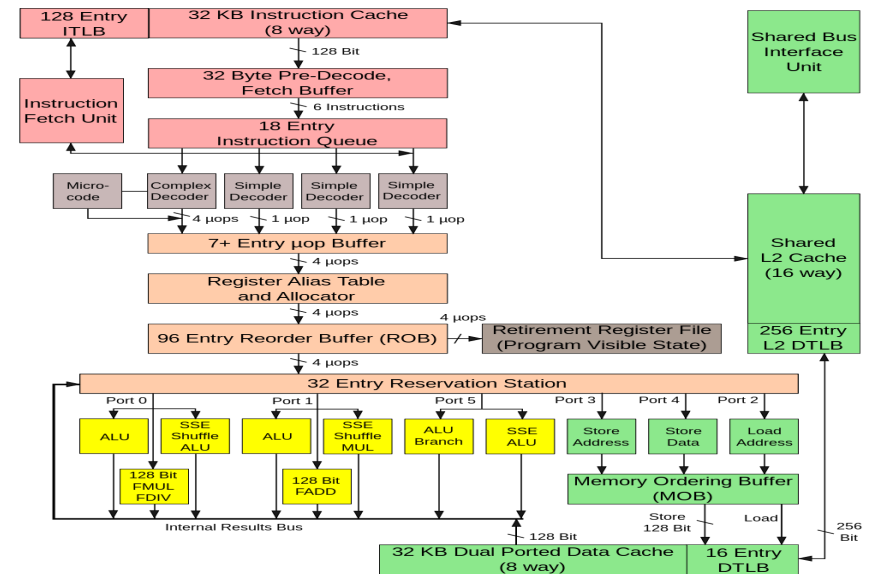 128 Entry
ITLB
32 KB Instruction Cache
(8 way)
Shared Bus
Interface
Unit
128 Bit
32 Byte Pre-Decode,
Fetch Buffer
Instruction
Fetch Unit
6 Instructions
18 Entry
Instruction Queue
Micro-
code
Complex
Decoder
Simple
Decoder
Simple
Decoder
Simple
Decoder
4 µops
1 µop
1 µop
1 µop
7+ Entry µop Buffer
4 µops
Register Alias Table
and Allocator
4 µops
Shared
L2 Cache
(16 way)
96 Entry Reorder Buffer (ROB)
4 µops
Retirement Register File
(Program Visible State)
256 Entry
L2 DTLB
4 µops
32 Entry Reservation Station
Port 0
Port 1
Port 5
Port 3
Port 4
Port 2
ALU
SSE
Shuffle
ALU
ALU
SSE
Shuffle
MUL
ALU
Branch
SSE
ALU
Store
Address
Store
Data
Load
Address
128 Bit
FMUL
FDIV
128 Bit
FADD
Memory Ordering Buffer
(MOB)
Internal Results Bus
Store
128 Bit
Load
128 Bit
256
Bit
32 KB Dual Ported Data Cache
(8 way)
16 Entry
DTLB